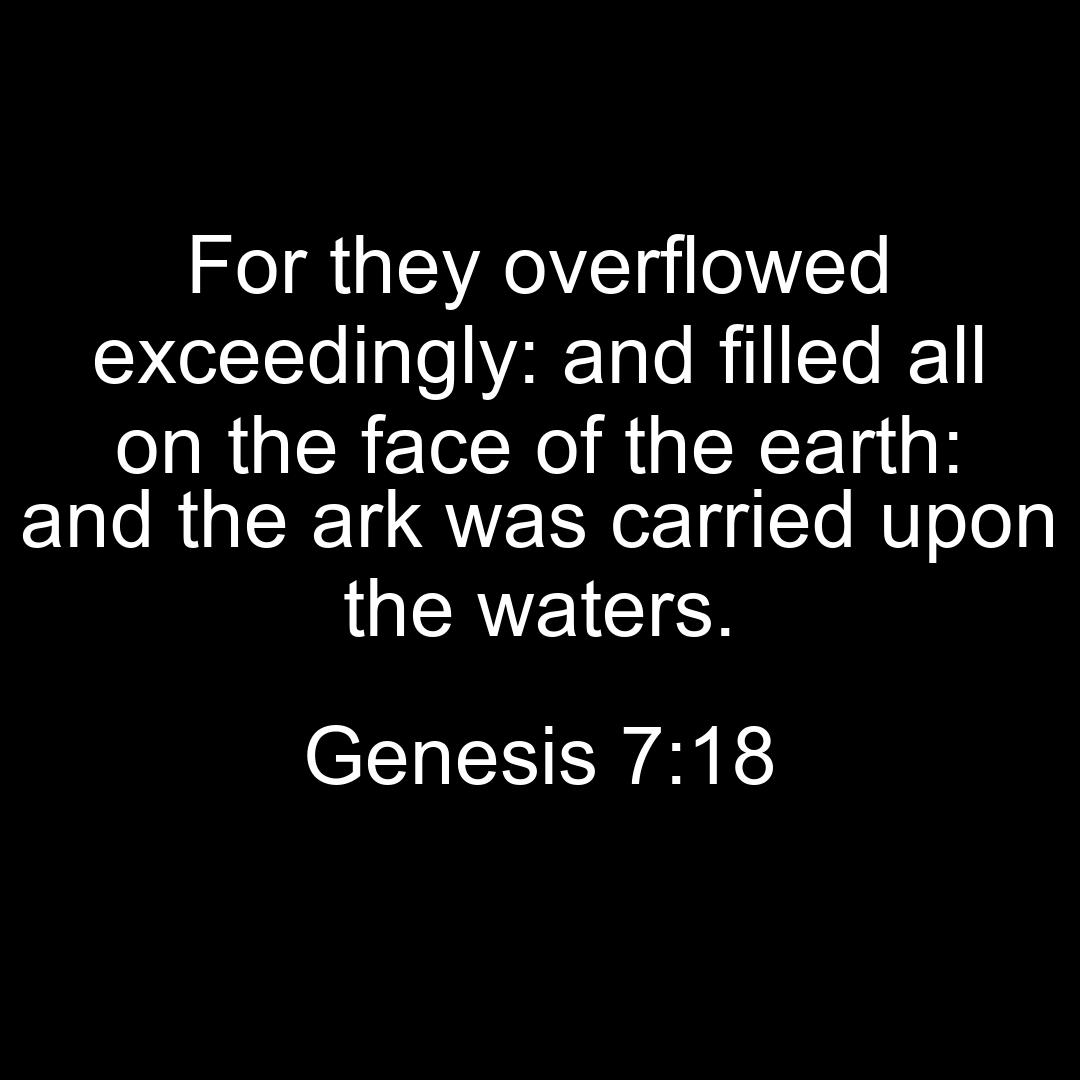 For they overflowed
exceedingly: and filled all
on the face of the earth:
and the ark was carried upon
the waters.
Genesis 7:18